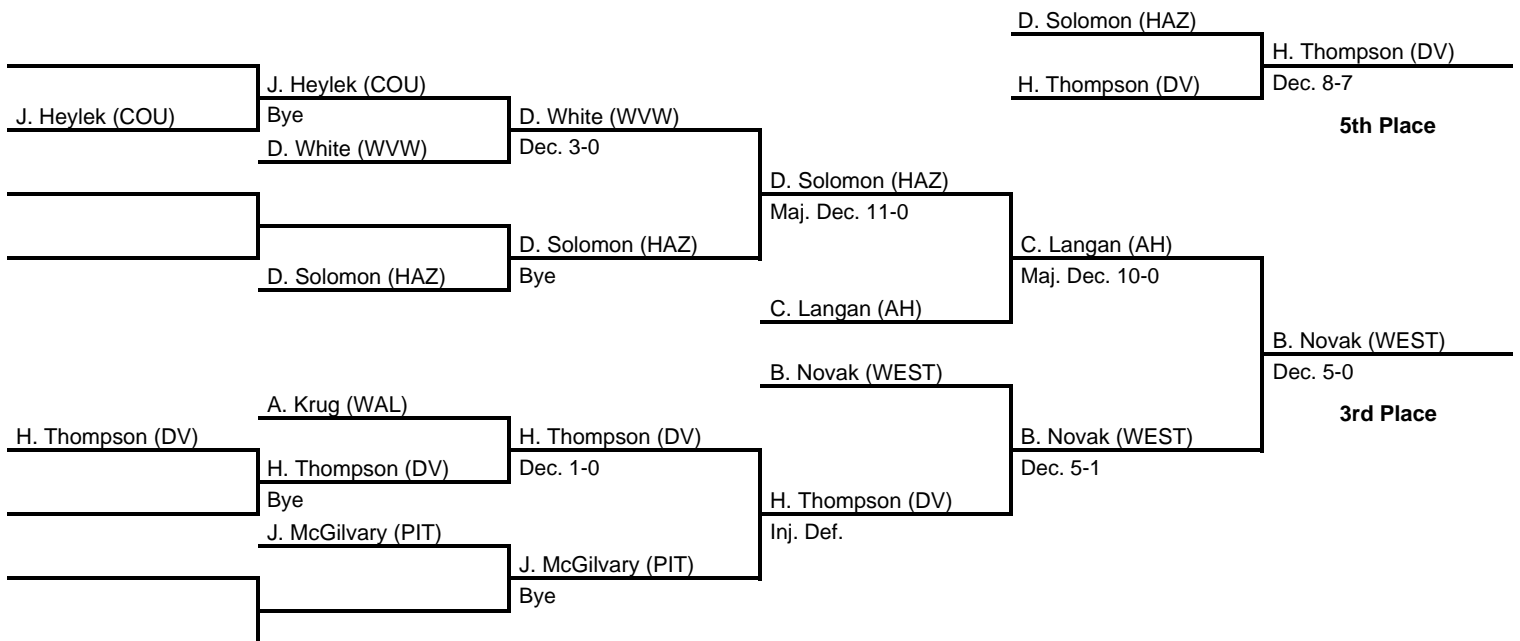 D. Solomon (HAZ)
H. Thompson (DV)
J. Heylek (COU)
H. Thompson (DV)
Dec. 8-7
J. Heylek (COU)
Bye
D. White (WVW)
5th Place
D. White (WVW)
Dec. 3-0
D. Solomon (HAZ)
Maj. Dec. 11-0
D. Solomon (HAZ)
C. Langan (AH)
D. Solomon (HAZ)
Bye
Maj. Dec. 10-0
C. Langan (AH)
B. Novak (WEST)
B. Novak (WEST)
Dec. 5-0
A. Krug (WAL)
3rd Place
H. Thompson (DV)
H. Thompson (DV)
B. Novak (WEST)
H. Thompson (DV)
Dec. 1-0
Dec. 5-1
Bye
H. Thompson (DV)
J. McGilvary (PIT)
Inj. Def.
J. McGilvary (PIT)
Bye